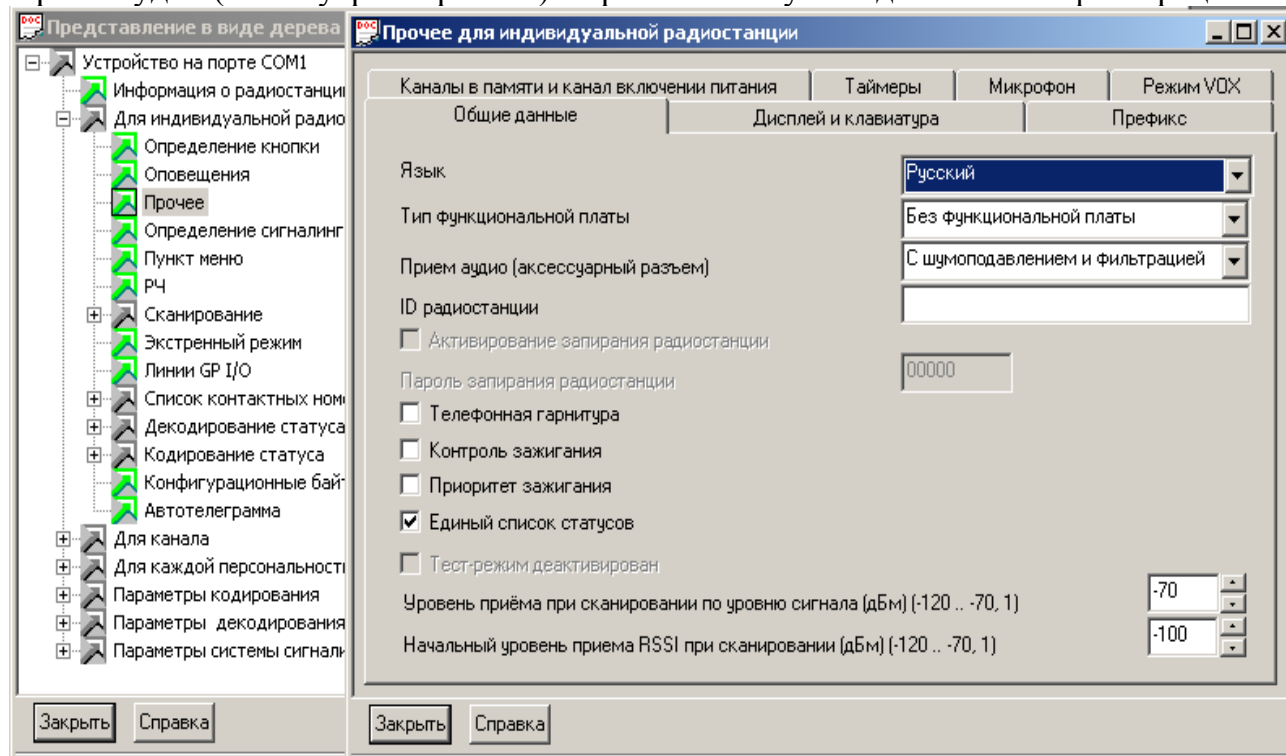 Представление в виде дерева
Устройство на порте COM1
Информация о радиостанци
Для индивидуальной радио
Определение кнопки
Оповещения
Прочее
Определение сигналинг
Пункт меню
РЧ
Сканирование
Экстренный режим
Линии GP I/O
Список контактных ном
Декодирование статуса
Кодирование статуса
Конфигурационные бай
Автотелеграмма
Для канала
Для каждой персональност
Параметры кодирования
Параметры декодирования
Параметры системы сигнал
Закрыть Справка
Прочее для индивидуальной радиостанции
Каналы в памяти и канал включении питания Таймеры Микрофон Режим VOX
Общие данные Дисплей и клавиатура Префикс
Язык Русский
Тип функциональной платы Без функциональной платы
Прием аудио (аксессуарный разъем) С шумоподавлением и фильтрацией
ID радиостанции
Активирование запирания радиостанции
Пароль запирания радиостанции 00000
Телефонная гарнитура
Контроль зажигания
Приоритет зажигания
Единый список статусов
Тест-режим деактивирован
Уровень приёма при сканировании по уровню сигнала (дБм) (-120 .. -70, 1) -70
Начальный уровень приема RSSI при сканировании (дБм) (-120 .. -70, 1) -100
Закрыть Справка